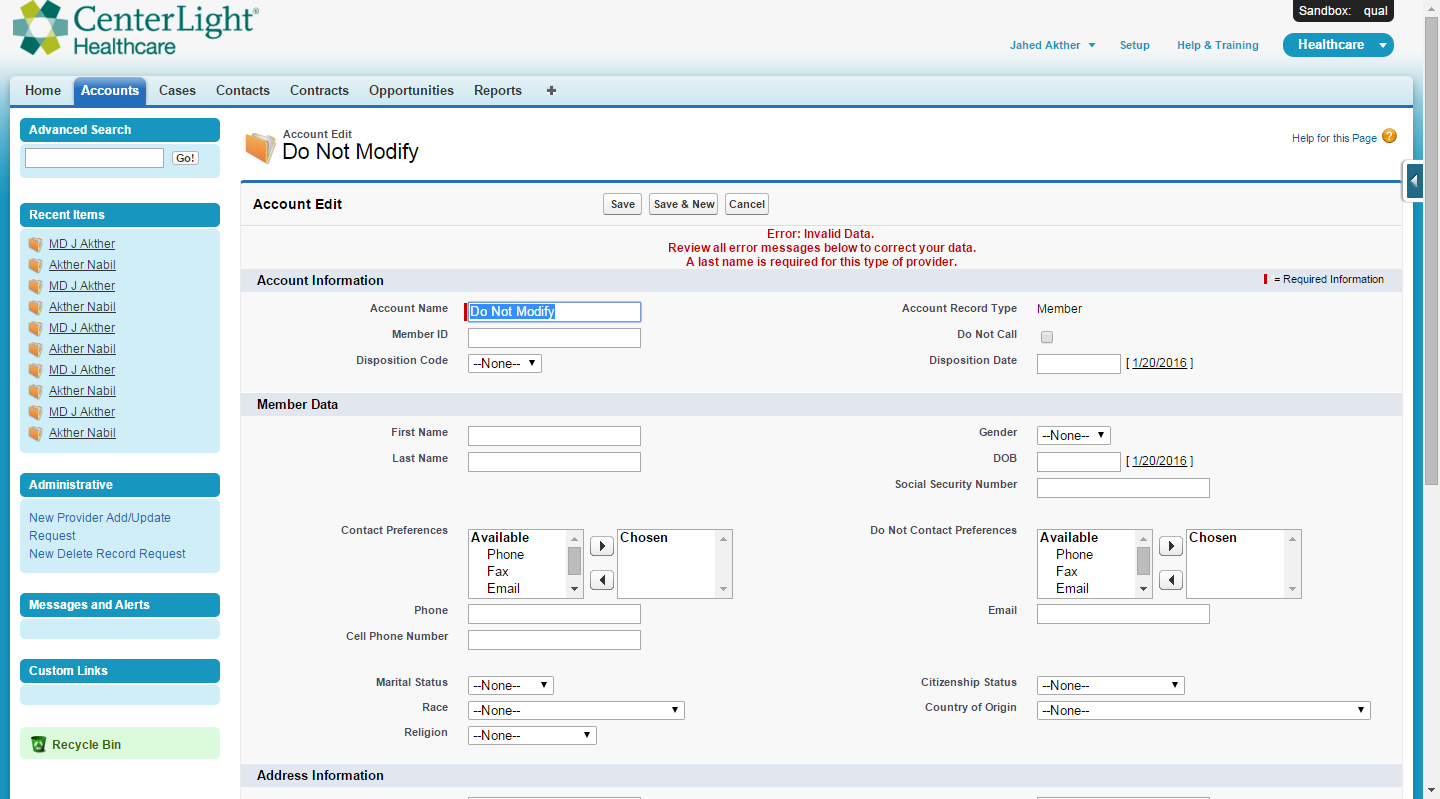 CenterLight®
Healthcare
Sandbox: qual
Jahed Akther
Setup
Help & Training
Healthcare
Home
Accounts
Cases
Contacts
Contracts
Opportunities
Reports
+
Advanced Search
Go!
Recent Items
MD J Akther
Akther Nabil
MD J Akther
Akther Nabil
MD J Akther
Akther Nabil
MD J Akther
Akther Nabil
MD J Akther
Akther Nabil
Administrative
New Provider Add/Update
Request
New Delete Record Request
Messages and Alerts
Custom Links
Recycle Bin
Account Edit
Do Not Modify
Help for this Page ?
Account Edit
Save
Save & New
Cancel
Error: Invalid Data.
Review all error messages below to correct your data.
A last name is required for this type of provider.
Account Information
= Required Information
Account Name
Do Not Modify
Account Record Type
Member
Member ID
Do Not Call
Disposition Code
--None--
Disposition Date
[ 1/20/2016 ]
Member Data
First Name
Gender
--None--
Last Name
DOB
[ 1/20/2016 ]
Social Security Number
Contact Preferences
Available
Phone
Fax
Email
Chosen
Do Not Contact Preferences
Available
Phone
Fax
Email
Chosen
Phone
Email
Cell Phone Number
Marital Status
--None--
Citizenship Status
--None--
Race
--None--
Country of Origin
--None--
Religion
--None--
Address Information